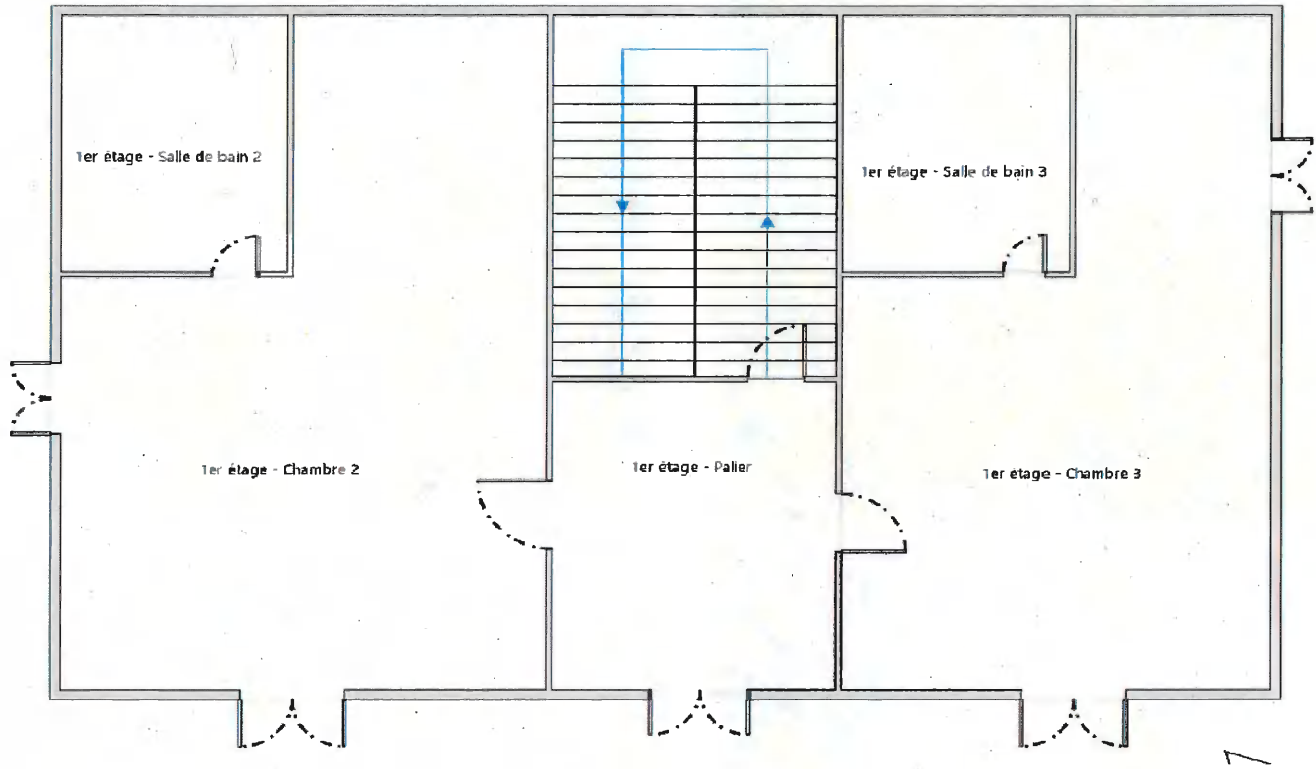 1er étage - Salle de bain 2
1er étage - Salle de bain 3
1er étage - Chambre 2
1er étage - Palier
1er étage - Chambre 3